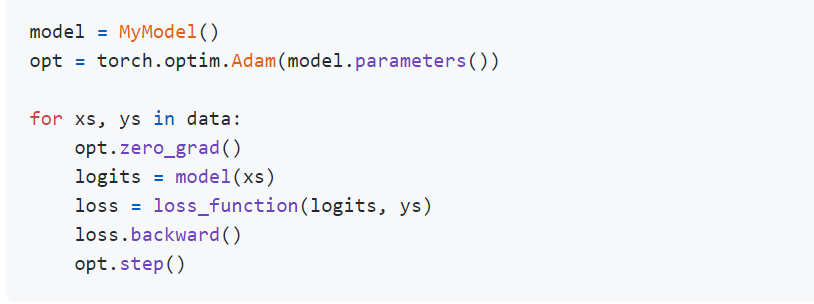 model = MyModel()
opt = torch.optim.Adam(model.parameters())

for xs, ys in data:
    opt.zero_grad()
    logits = model(xs)
    loss = loss_function(logits, ys)
    loss.backward()
    opt.step()